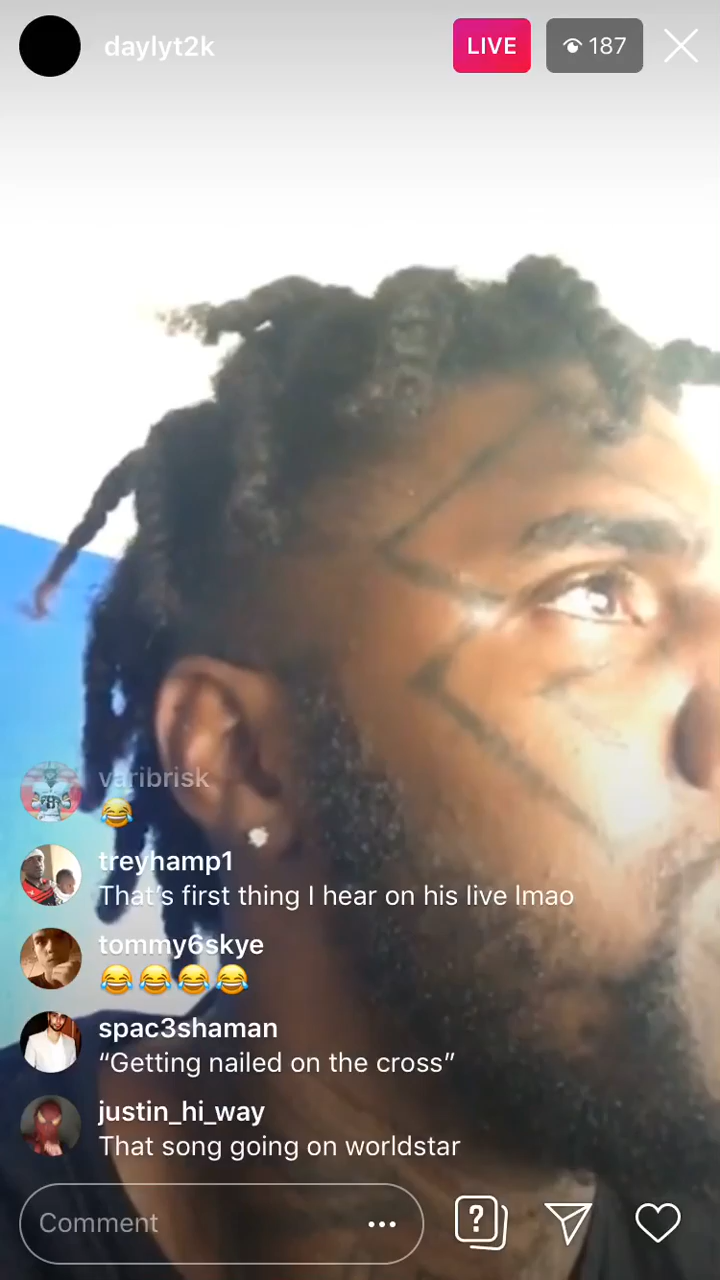 daylyt2k
LIVE
187
varibrisk
😂
treyhamp1
That's first thing I hear on his live lmao
tommy6skye
😂😂😂😂
spac3shaman
“Getting nailed on the cross”
justin_hi_way
That song going on worldstar
Comment